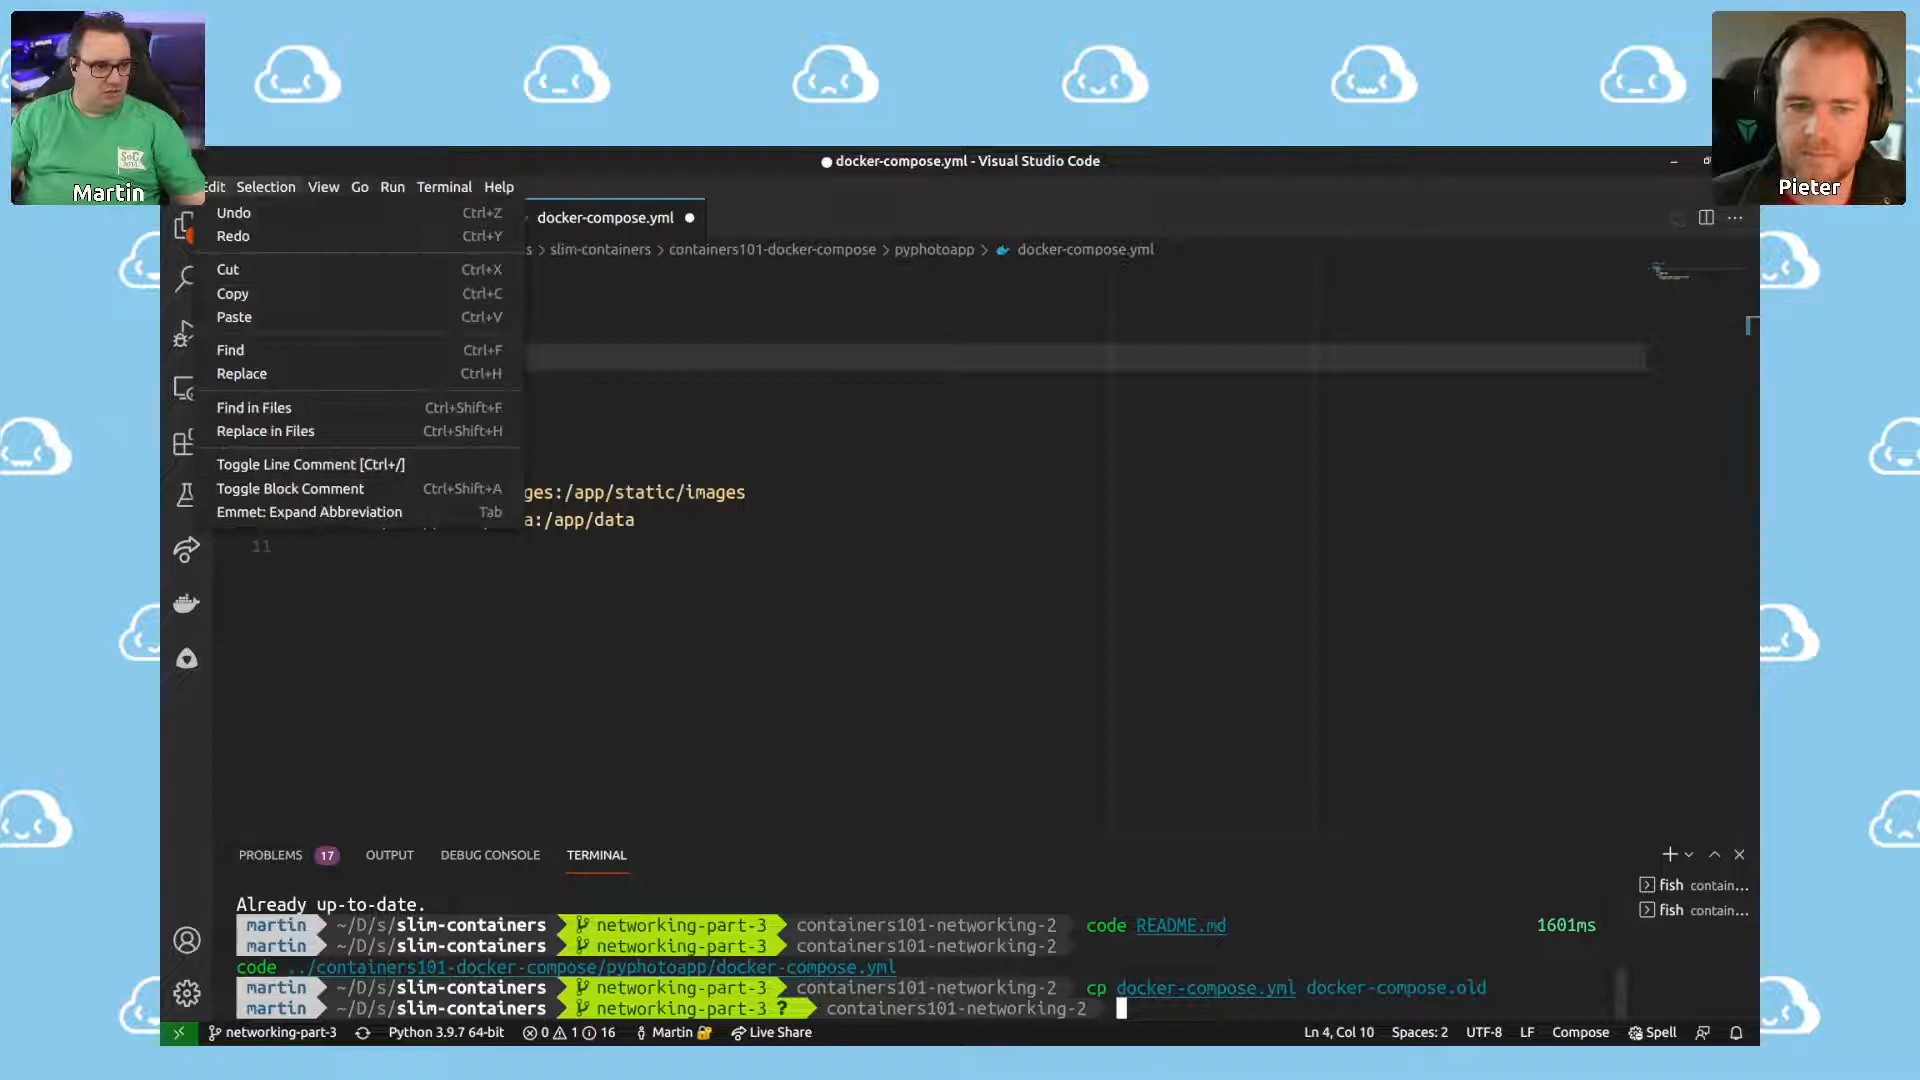 Martin
Pieter
SoC
docker-compose.yml - Visual Studio Code
Edit Selection View Go Run Terminal Help
Undo Ctrl+Z
Redo Ctrl+Y
Cut Ctrl+X
Copy Ctrl+C
Paste Ctrl+V
Find Ctrl+F
Replace Ctrl+H
Find in Files Ctrl+Shift+F
Replace in Files Ctrl+Shift+H
Toggle Line Comment [Ctrl+/]
Toggle Block Comment Ctrl+Shift+A
Emmet: Expand Abbreviation Tab
docker-compose.yml
s > slim-containers > containers101-docker-compose > pyphotoapp > docker-compose.yml
ges:/app/static/images
a:/app/data
11
PROBLEMS 17 OUTPUT DEBUG CONSOLE TERMINAL
fish contain...
fish contain...
Already up-to-date.
martin ~/D/s/slim-containers networking-part-3 containers101-networking-2 code README.md 1601ms
martin ~/D/s/slim-containers networking-part-3 containers101-networking-2
code ../containers101-docker-compose/pyphotoapp/docker-compose.yml
martin ~/D/s/slim-containers networking-part-3 containers101-networking-2 cp docker-compose.yml docker-compose.old
martin ~/D/s/slim-containers networking-part-3 ? containers101-networking-2
networking-part-3 Python 3.9.7 64-bit 0 1 16 Martin Live Share Ln 4, Col 10 Spaces: 2 UTF-8 LF Compose Spell